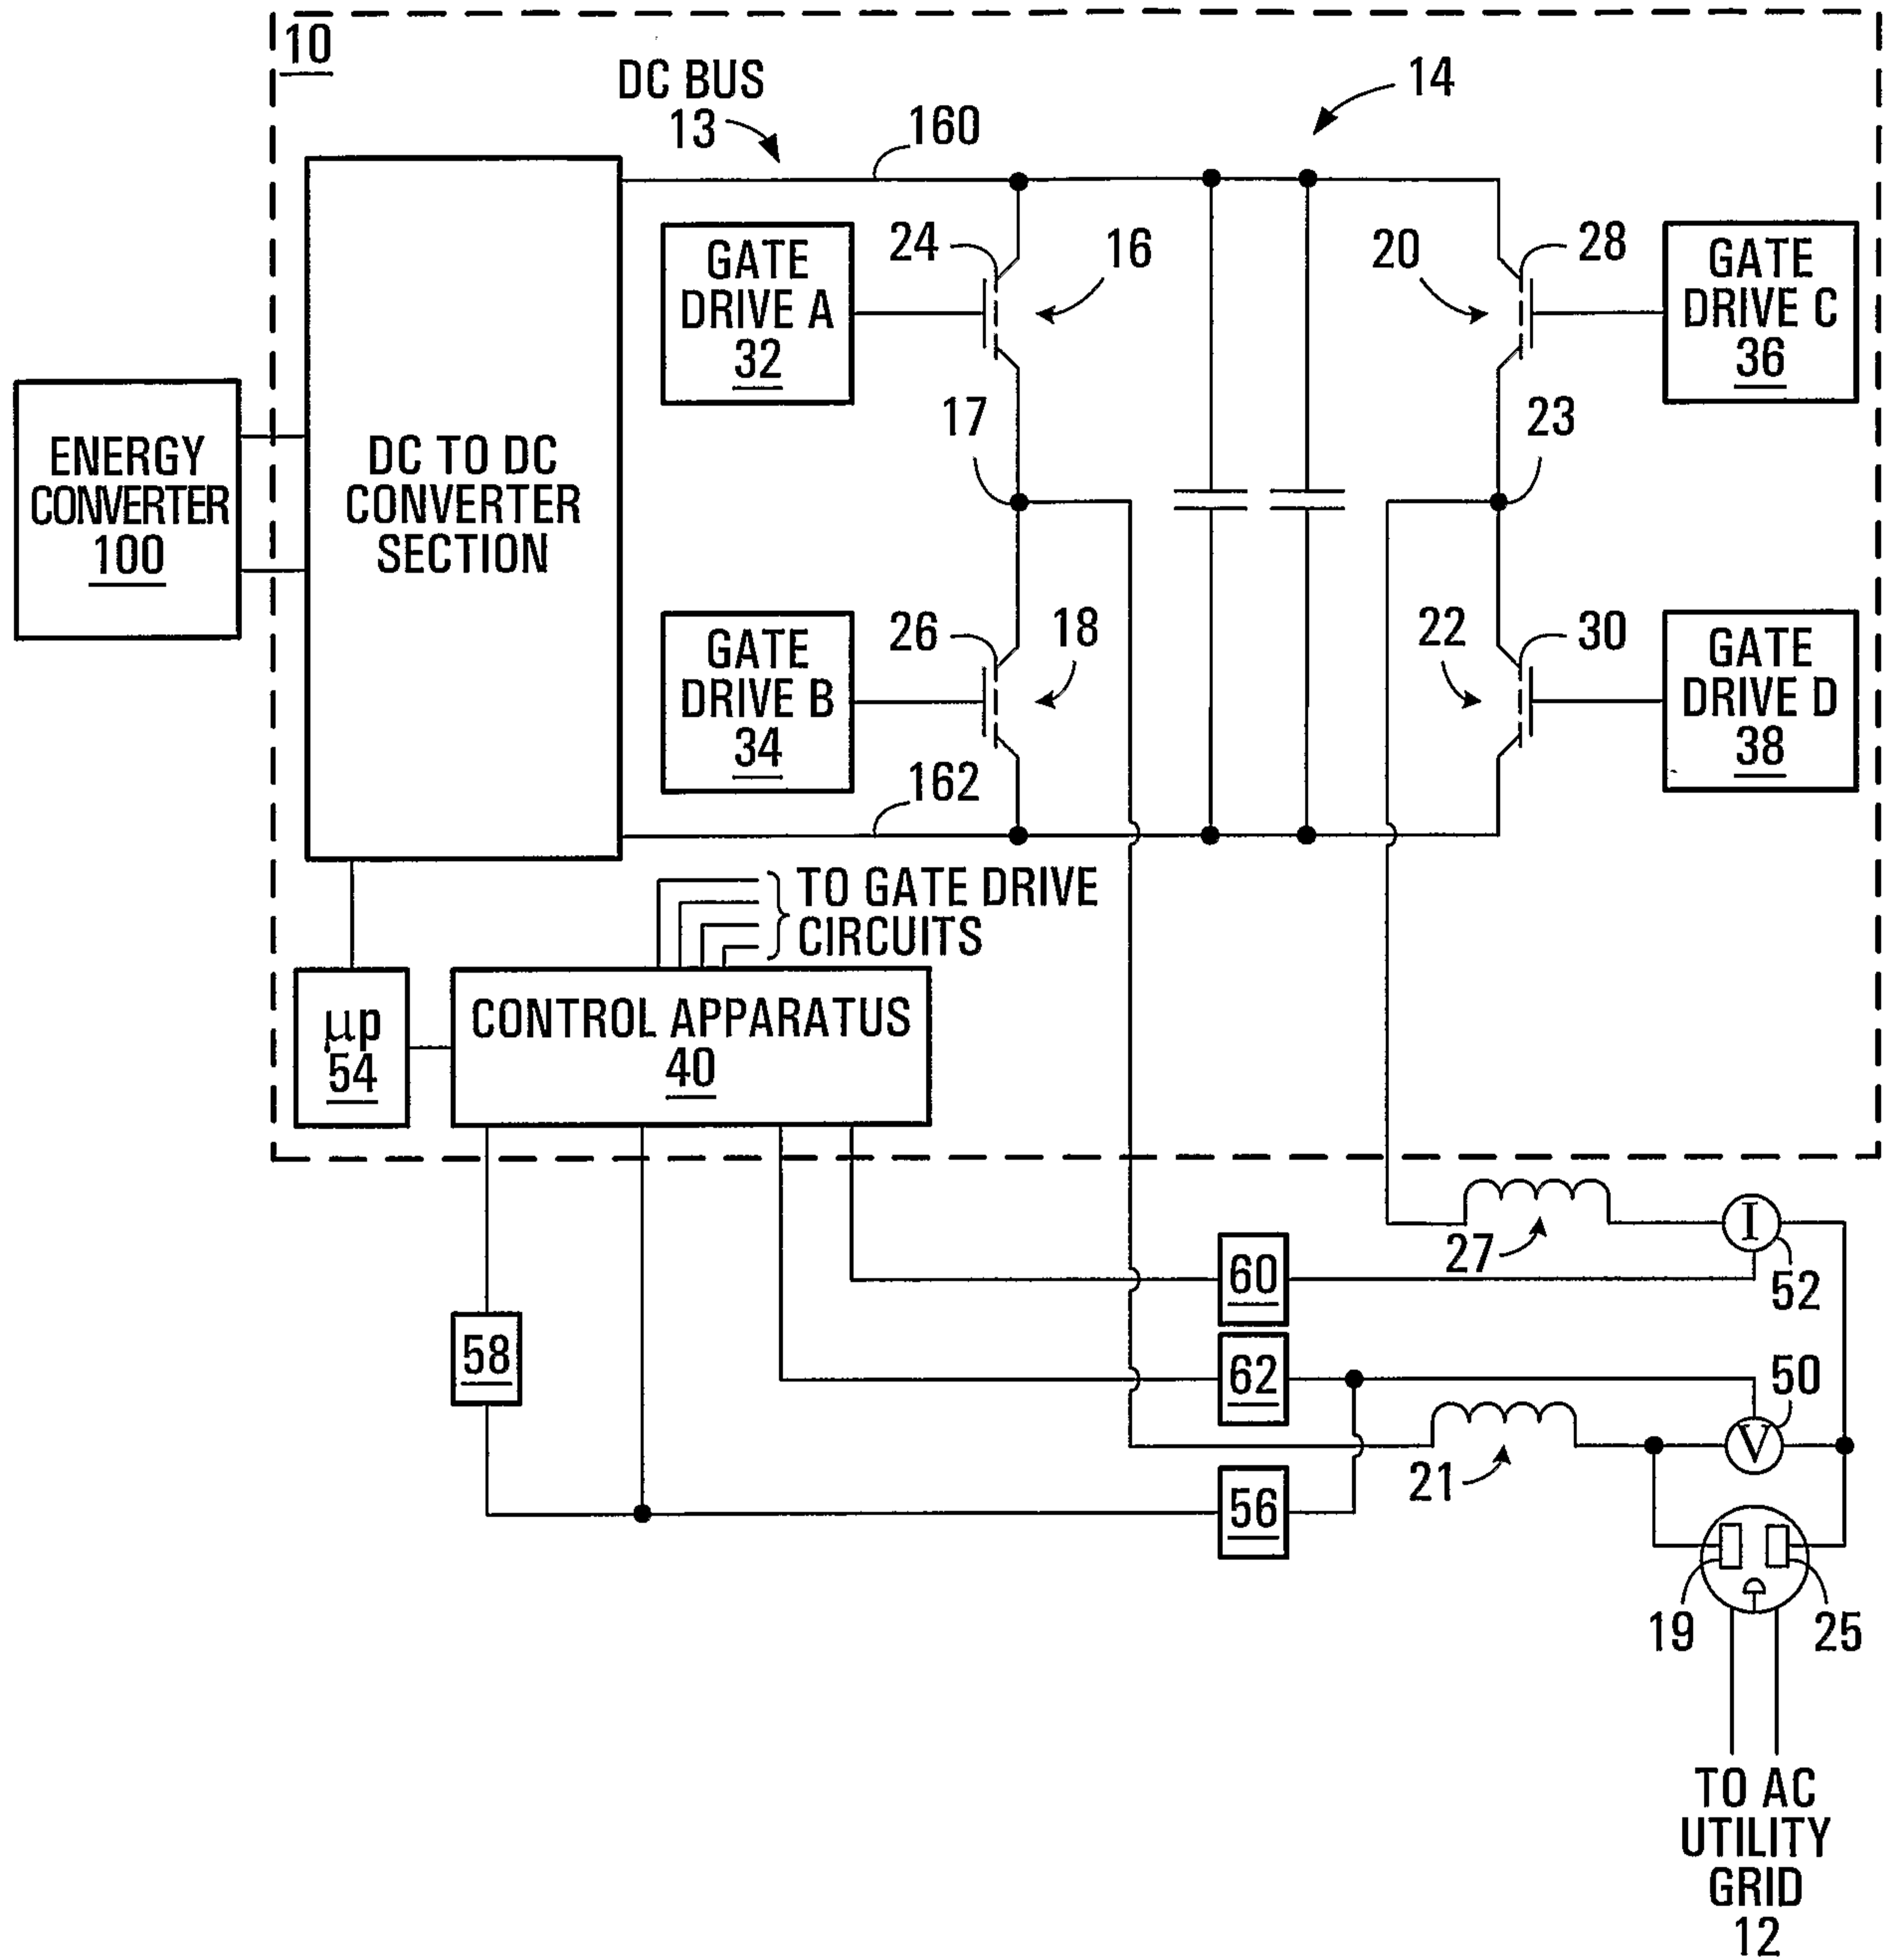 10
DC BUS
13
160
14
GATE
DRIVE A
32
24
16
20
28
GATE
DRIVE C
36
17
23
ENERGY
CONVERTER
100
DC TO DC
CONVERTER
SECTION
GATE
DRIVE B
34
26
18
22
30
GATE
DRIVE D
38
162
TO GATE DRIVE
CIRCUITS
μp
54
CONTROL APPARATUS
40
27
I
52
60
58
62
50
V
21
56
19
25
TO AC
UTILITY
GRID
12